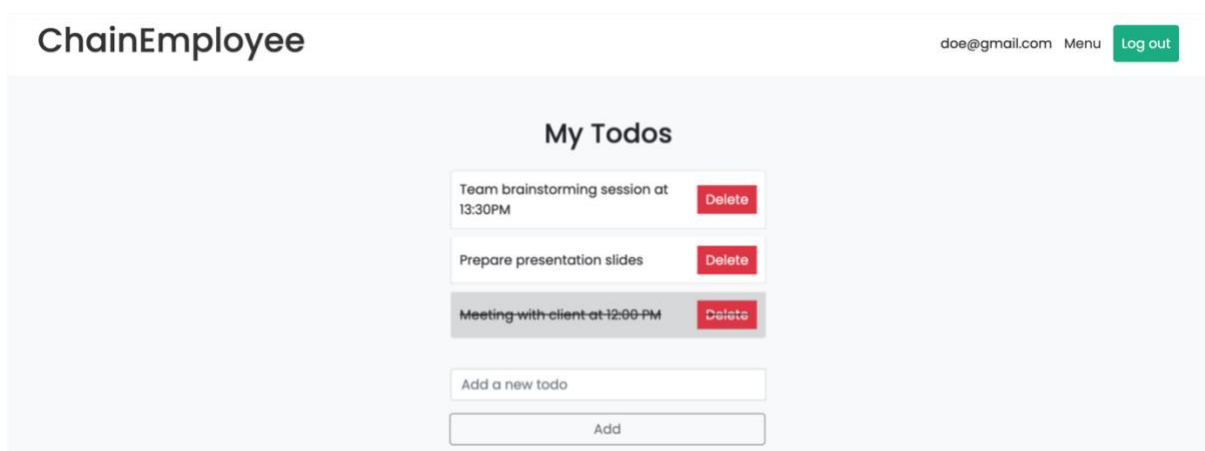 ChainEmployee
doe@gmail.com Menu Log out
My Todos
Team brainstorming session at
13:30PM
Delete
Prepare presentation slides Delete
Meeting with client at 12:00 PM Delete
Add a new todo
Add